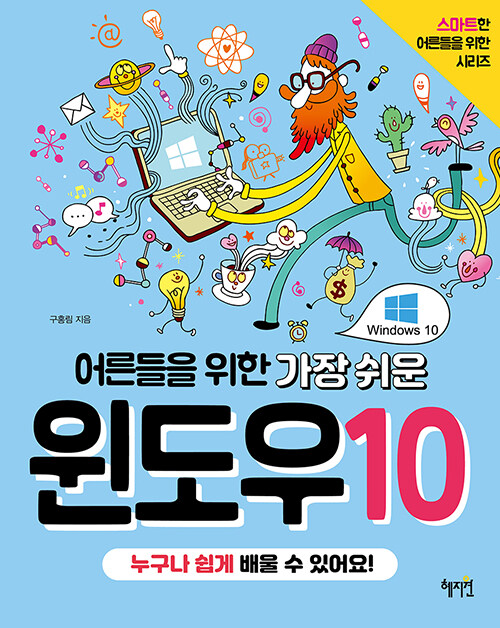 스마트한
어른들을 위한
시리즈
@
구흥림 지음
Windows 10
어른들을 위한 가장 쉬운
윈도우10
누구나 쉽게 배울 수 있어요!
혜지원